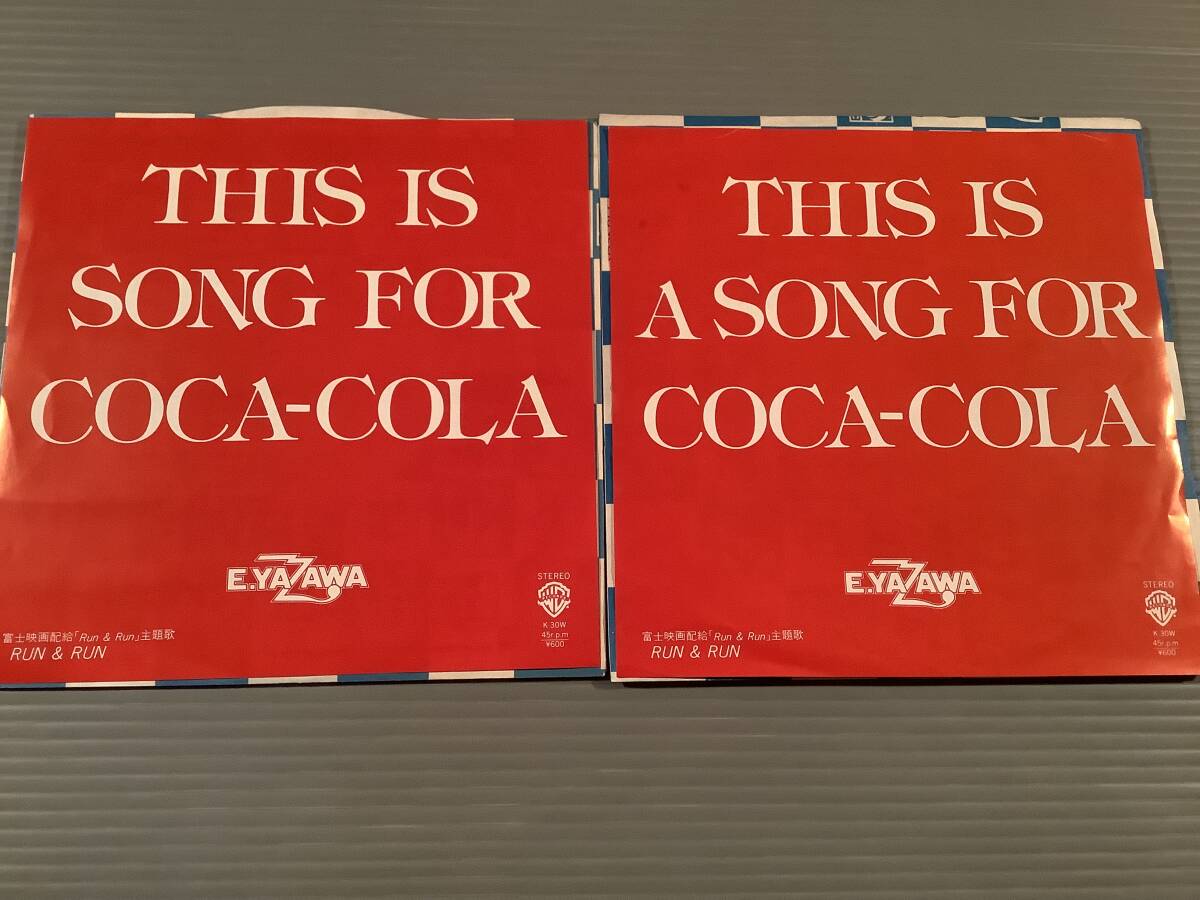 THIS IS
SONG FOR
COCA-COLA
E.YAZAWA
STEREO
K 30W
45r.p.m
¥600
富士映画配給「Run & Run」主題歌
RUN & RUN
THIS IS
A SONG FOR
COCA-COLA
E.YAZAWA
STEREO
K 30W
45r.p.m
¥600
富士映画配給「Run & Run」主題歌
RUN & RUN